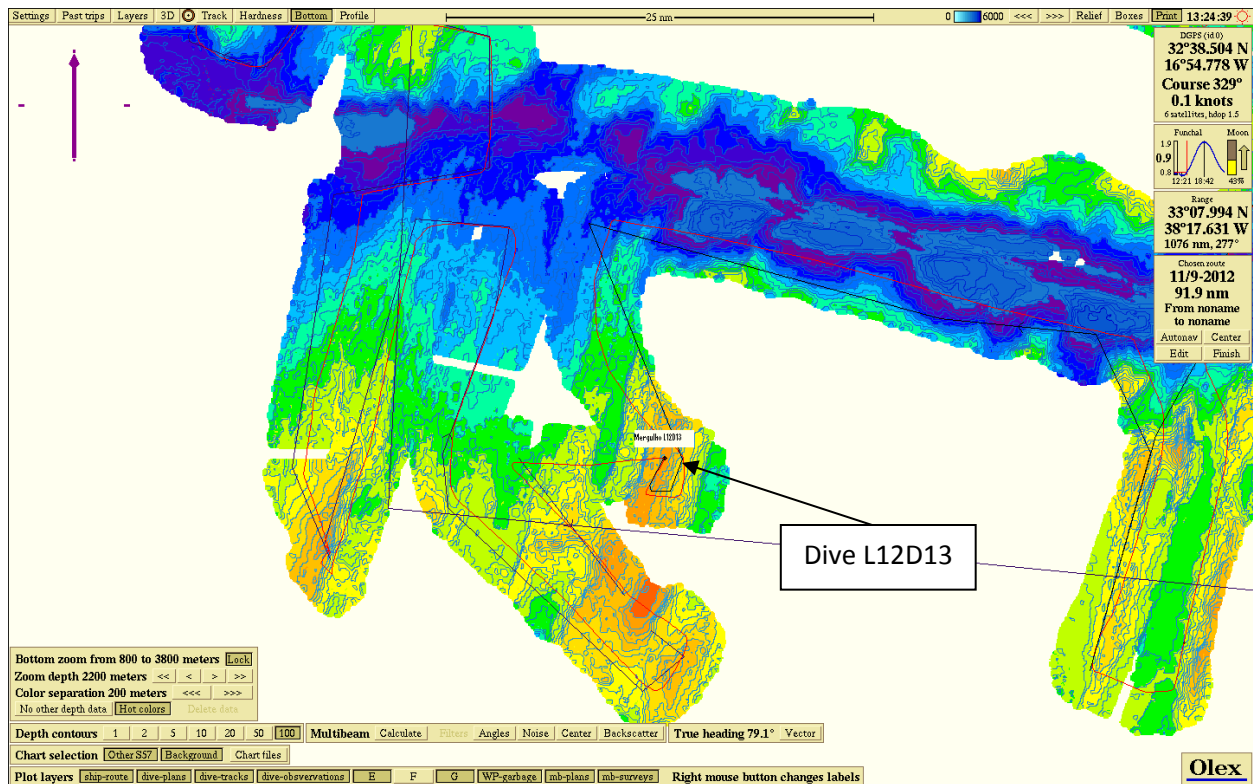 Settings Past trips Layers 3D Track Hardness Bottom Profile 25 nm 0 6000 <<< >>> Relief Boxes Print 13:24:39
DGPS (id 0)
32°38.504 N
16°54.778 W
Course 329°
0.1 knots
6 satellites, hdop 1.5
Funchal Moon
1.9
0.9
0.8
12:21 18:42 43%
Range
33°07.994 N
38°17.631 W
1076 nm, 277°
Chosen route
11/9-2012
91.9 nm
From noname
to noname
Autonav Center
Edit Finish
Mergulho L12D13
Dive L12D13
Bottom zoom from 800 to 3800 meters Lock
Zoom depth 2200 meters << < > >>
Color separation 200 meters <<< >>>
No other depth data Hot colors Delete data
Depth contours 1 2 5 10 20 50 100 Multibeam Calculate Filters Angles Noise Center Backscatter True heading 79.1° Vector
Chart selection Other S57 Background Chart files
Plot layers ship-route dive-plans dive-tracks dive-obsvervations E F G WP-garbage mb-plans mb-surveys Right mouse button changes labels
Olex